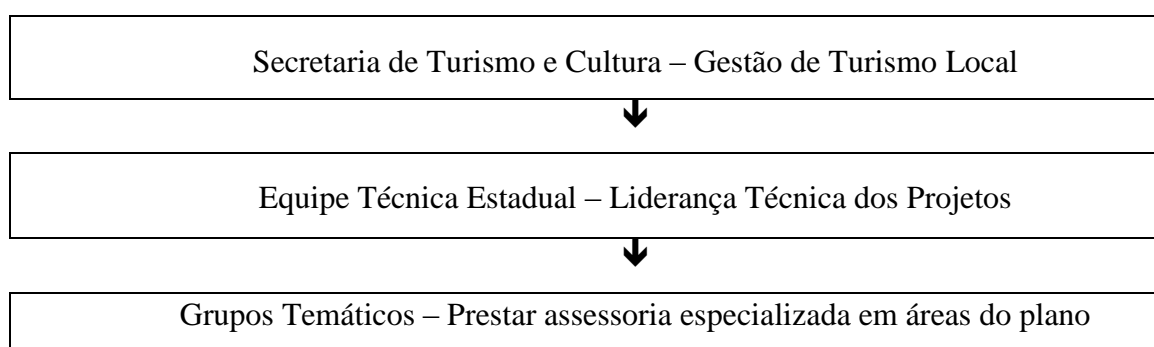 Secretaria de Turismo e Cultura – Gestão de Turismo Local
Equipe Técnica Estadual – Liderança Técnica dos Projetos
Grupos Temáticos – Prestar assessoria especializada em áreas do plano